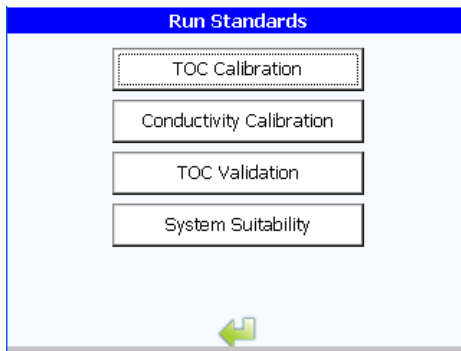 Run Standards
TOC Calibration
Conductivity Calibration
TOC Validation
System Suitability